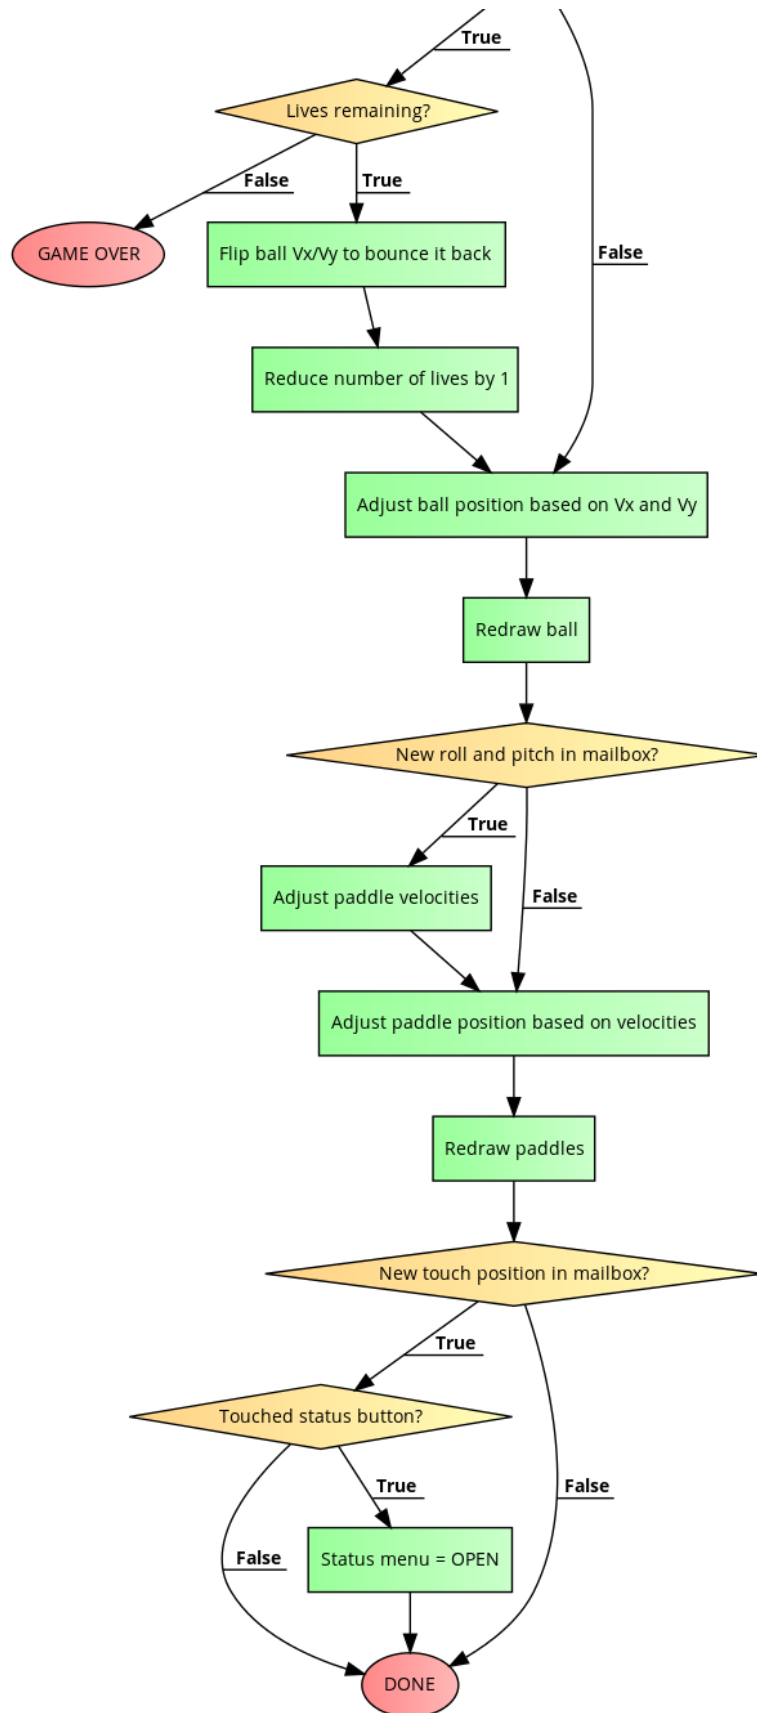 True
Lives remaining?
False
True
GAME OVER
Flip ball Vx/Vy to bounce it back
False
Reduce number of lives by 1
Adjust ball position based on Vx and Vy
Redraw ball
New roll and pitch in mailbox?
True
Adjust paddle velocities
False
Adjust paddle position based on velocities
Redraw paddles
New touch position in mailbox?
True
Touched status button?
True
False
False
Status menu = OPEN
DONE